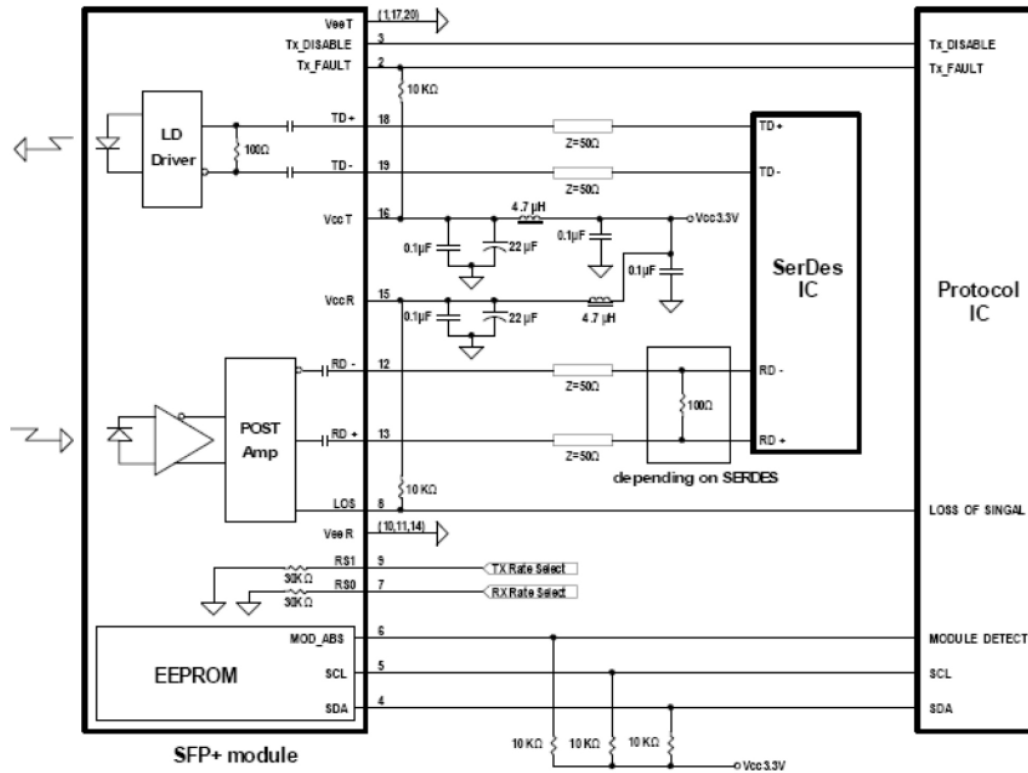 VeeT (1,17,20)
Tx_DISABLE 3 Tx_DISABLE
Tx_FAULT 2 Tx_FAULT
10 KΩ
LD
Driver
100Ω
TD+ 18 TD+
Z=50Ω
TD- 19 TD-
Z=50Ω
VccT 16
4.7 µH
Vcc3.3V
0.1µF
22 µF
0.1µF
0.1µF
SerDes
IC
Protocol
IC
VccR 15
0.1µF
22 µF
4.7 µH
RD - 12 RD -
Z=50Ω
100Ω
POST
Amp
RD + 13 RD +
Z=50Ω
depending on SERDES
10 KΩ
LOS 8 LOSS OF SINGAL
VeeR (10,11,14)
RS1 9 TX Rate Select
30KΩ
RS0 7 RX Rate Select
30KΩ
MOD_ABS 6 MODULE DETECT
EEPROM
SCL 5 SCL
SDA 4 SDA
10 KΩ 10 KΩ 10 KΩ
Vcc3.3V
SFP+ module